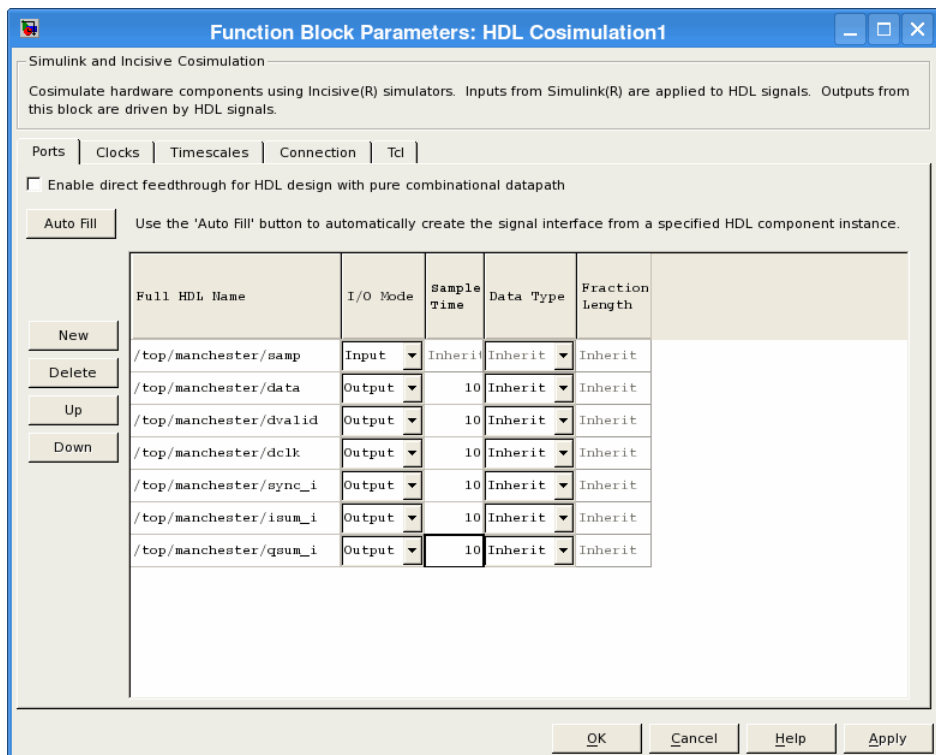 Function Block Parameters: HDL Cosimulation1
Simulink and Incisive Cosimulation
Cosimulate hardware components using Incisive(R) simulators. Inputs from Simulink(R) are applied to HDL signals. Outputs from
this block are driven by HDL signals.
Ports Clocks Timescales Connection Tcl
Enable direct feedthrough for HDL design with pure combinational datapath
Auto Fill Use the 'Auto Fill' button to automatically create the signal interface from a specified HDL component instance.
Full HDL Name I/O Mode Sample Time Data Type Fraction Length
New
Delete
Up
Down
/top/manchester/samp Input Inherit Inherit Inherit
/top/manchester/data Output 10 Inherit Inherit
/top/manchester/dvalid Output 10 Inherit Inherit
/top/manchester/dclk Output 10 Inherit Inherit
/top/manchester/sync_i Output 10 Inherit Inherit
/top/manchester/isum_i Output 10 Inherit Inherit
/top/manchester/qsum_i Output 10 Inherit Inherit
OK Cancel Help Apply